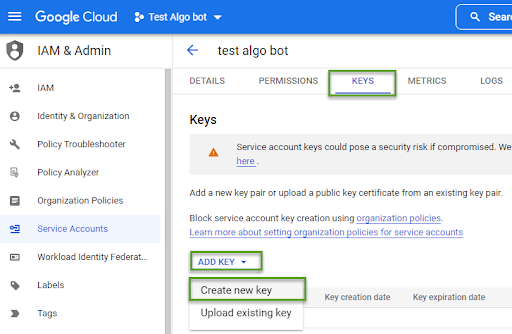 Google Cloud
Test Algo bot
Sear
IAM & Admin
test algo bot
DETAILS
PERMISSIONS
KEYS
METRICS
LOGS
IAM
Identity & Organization
Policy Troubleshooter
Policy Analyzer
Organization Policies
Service Accounts
Workload Identity Federat...
Labels
Tags
Keys
Service account keys could pose a security risk if compromised. We
here .
Add a new key pair or upload a public key certificate from an existing key pair.
Block service account key creation using organization policies.
Learn more about setting organization policies for service accounts
ADD KEY
Create new key
Upload existing key
Key creation date
Key expiration date